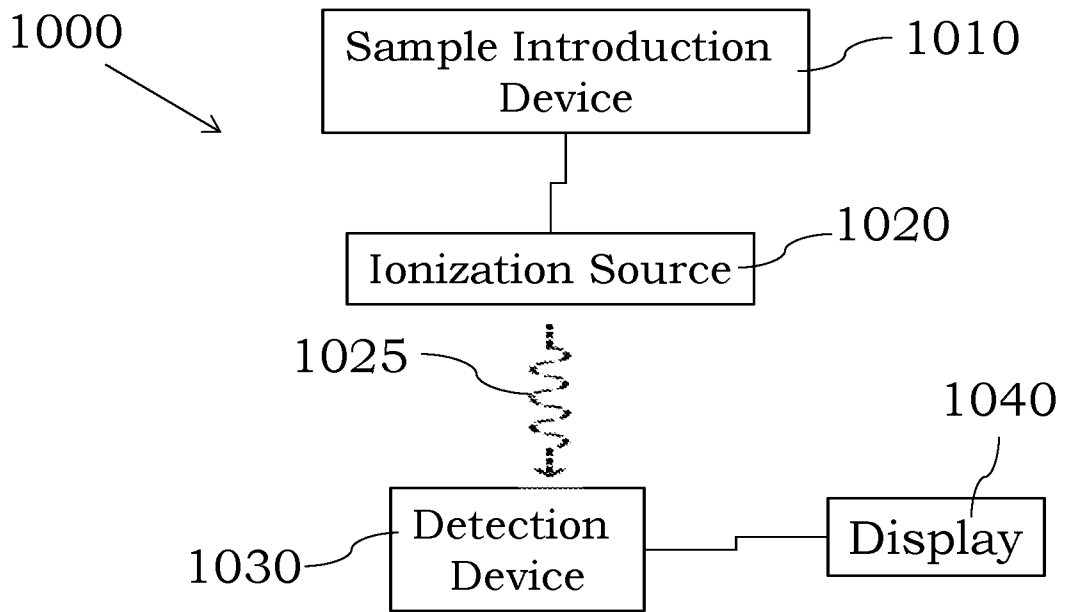 1000
Sample Introduction
Device
1010
Ionization Source
1020
1025
1040
Detection
Device
1030
Display